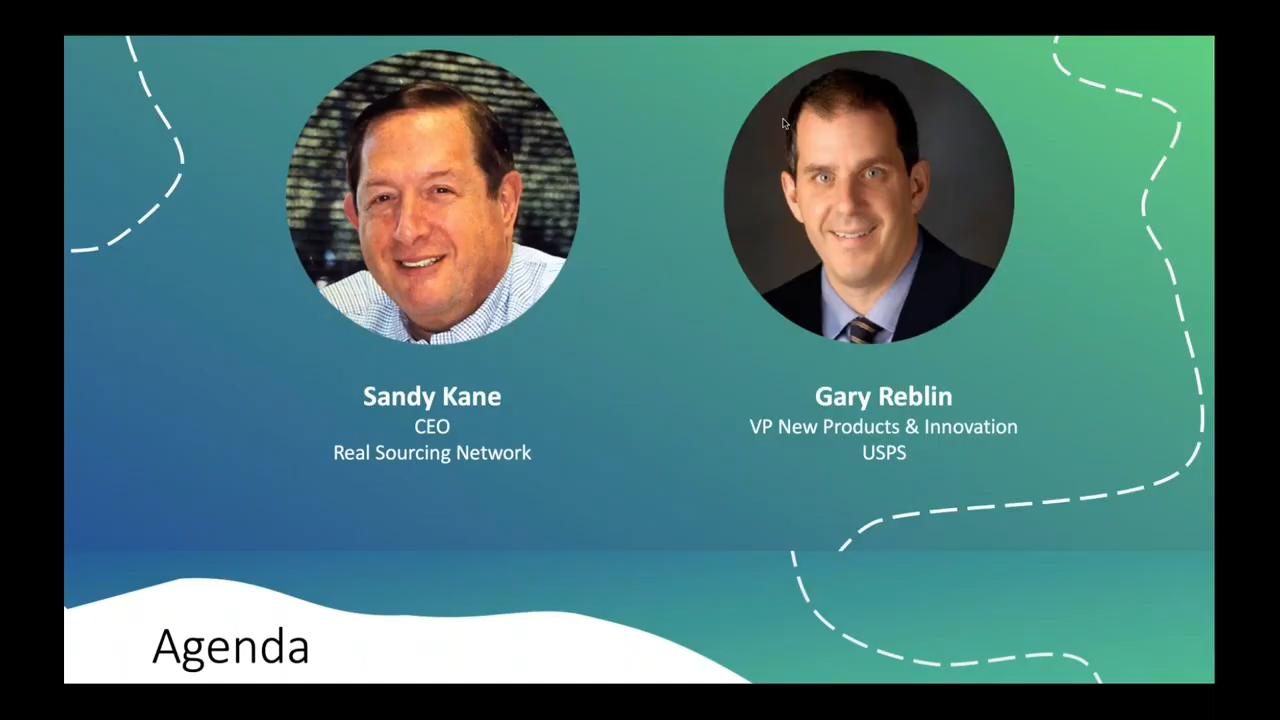 Sandy Kane
CEO
Real Sourcing Network
Gary Reblin
VP New Products & Innovation
USPS
Agenda